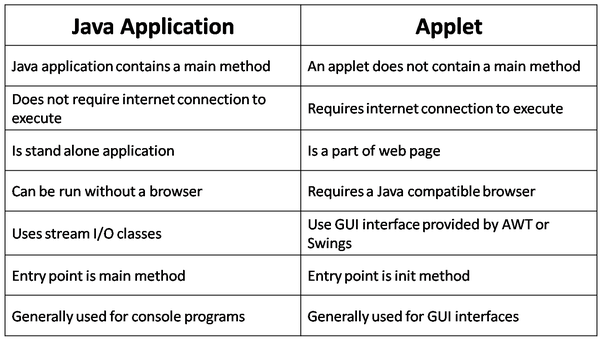 Java Application
Applet
Java application contains a main method
An applet does not contain a main method
Does not require internet connection to
execute
Requires internet connection to execute
Is stand alone application
Is a part of web page
Can be run without a browser
Requires a Java compatible browser
Uses stream I/O classes
Use GUI interface provided by AWT or
Swings
Entry point is main method
Entry point is init method
Generally used for console programs
Generally used for GUI interfaces